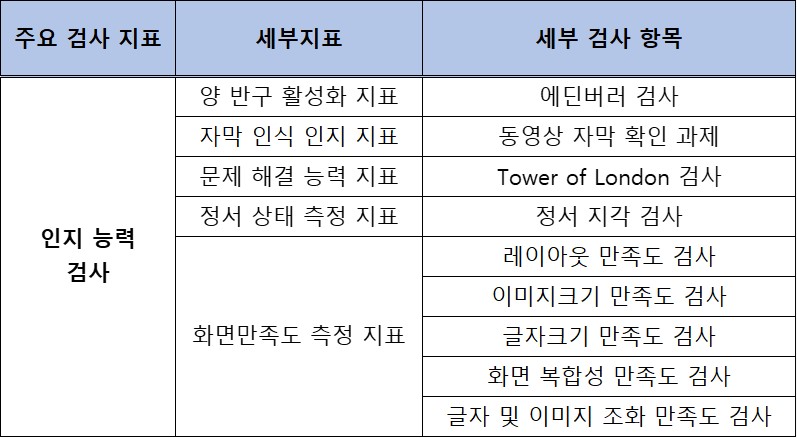 주요 검사 지표 세부지표 세부 검사 항목
양 반구 활성화 지표 에딘버러 검사
자막 인식 인지 지표 동영상 자막 확인 과제
문제 해결 능력 지표 Tower of London 검사
정서 상태 측정 지표 정서 지각 검사
인지 능력
검사
화면만족도 측정 지표
레이아웃 만족도 검사
이미지크기 만족도 검사
글자크기 만족도 검사
화면 복합성 만족도 검사
글자 및 이미지 조화 만족도 검사